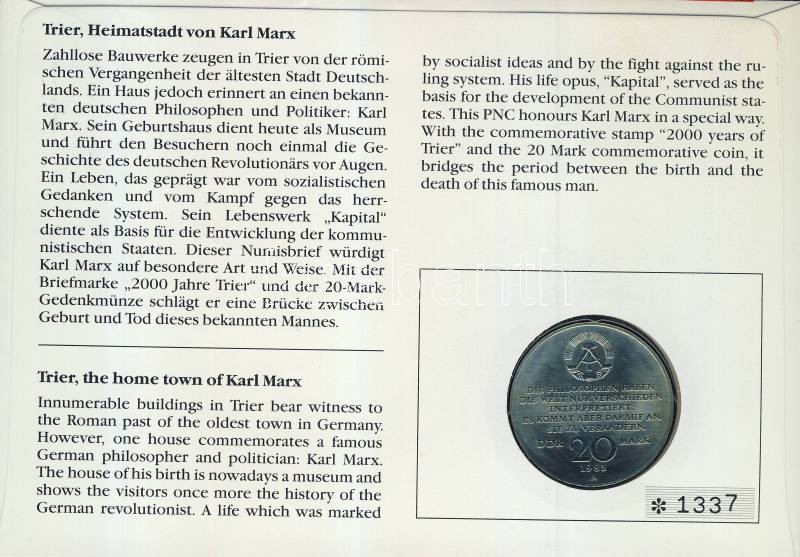 Trier, Heimatstadt von Karl Marx
Zahllose Bauwerke zeugen in Trier von der römi-
schen Vergangenheit der ältesten Stadt Deutsch-
lands. Ein Haus jedoch erinnert an einen bekann-
ten deutschen Philosophen und Politiker: Karl
Marx. Sein Geburtshaus dient heute als Museum
und führt den Besuchern noch einmal die Ge-
schichte des deutschen Revolutionärs vor Augen.
Ein Leben, das geprägt war vom sozialistischen
Gedanken und vom Kampf gegen das herr-
schende System. Sein Lebenswerk „Kapital“
diente als Basis für die Entwicklung der kommu-
nistischen Staaten. Dieser Numisbrief würdigt
Karl Marx auf besondere Art und Weise. Mit der
Briefmarke „2000 Jahre Trier“ und der 20-Mark-
Gedenkmünze schlägt er eine Brücke zwischen
Geburt und Tod dieses bekannten Mannes.
Trier, the home town of Karl Marx
Innumerable buildings in Trier bear witness to
the Roman past of the oldest town in Germany.
However, one house commemorates a famous
German philosopher and politician: Karl Marx.
The house of his birth is nowadays a museum and
shows the visitors once more the history of the
German revolutionist. A life which was marked
by socialist ideas and by the fight against the ru-
ling system. His life opus, “Kapital”, served as the
basis for the development of the Communist sta-
tes. This PNC honours Karl Marx in a special way.
With the commemorative stamp “2000 years of
Trier” and the 20 Mark commemorative coin, it
bridges the period between the birth and the
death of this famous man.
DIE PHILOSOPHEN HABEN
DIE WELT NUR VERSCHIEDEN
INTERPRETIERT;
ES KOMMT ABER DARAUF AN,
SIE ZU VERÄNDERN.
DDR 20 MARK
1983
A
* 1337